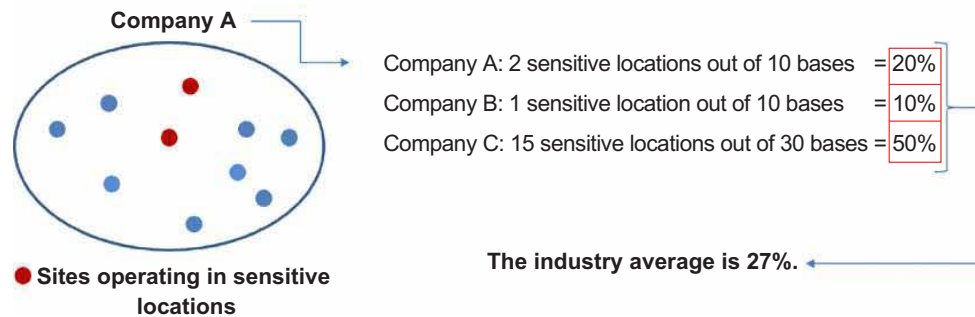 Company A
Company A: 2 sensitive locations out of 10 bases = 20%
Company B: 1 sensitive location out of 10 bases = 10%
Company C: 15 sensitive locations out of 30 bases = 50%
Sites operating in sensitive
locations
The industry average is 27%.